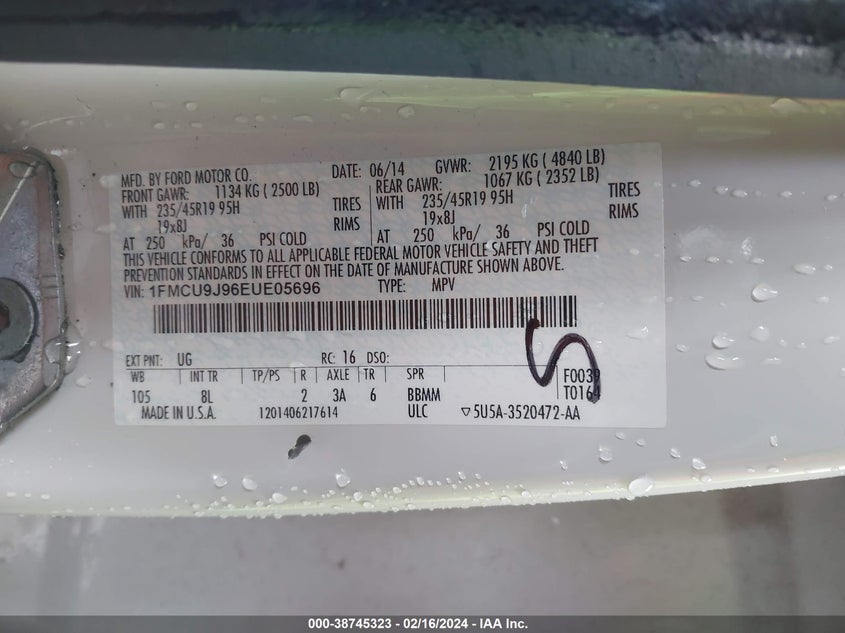 MFD. BY FORD MOTOR CO. DATE: 06/14 GVWR: 2195 KG ( 4840 LB)
FRONT GAWR: 1134 KG ( 2500 LB) REAR GAWR: 1067 KG ( 2352 LB)
WITH 235/45R19 95H TIRES WITH 235/45R19 95H TIRES
19x8J RIMS 19x8J RIMS
AT 250 kPa/ 36 PSI COLD AT 250 kPa/ 36 PSI COLD
THIS VEHICLE CONFORMS TO ALL APPLICABLE FEDERAL MOTOR VEHICLE SAFETY AND THEFT
PREVENTION STANDARDS IN EFFECT ON THE DATE OF MANUFACTURE SHOWN ABOVE.
VIN: 1FMCU9J96EUE05696 TYPE: MPV
EXT PNT: UG RC: 16 DSO:
WB INT TR TP/PS R AXLE TR SPR F0039
105 8L 2 3A 6 BBMM T0164
MADE IN U.S.A. 1201406217614 ULC ▽5U5A-3520472-AA
000-38745323 - 02/16/2024 - IAA Inc.